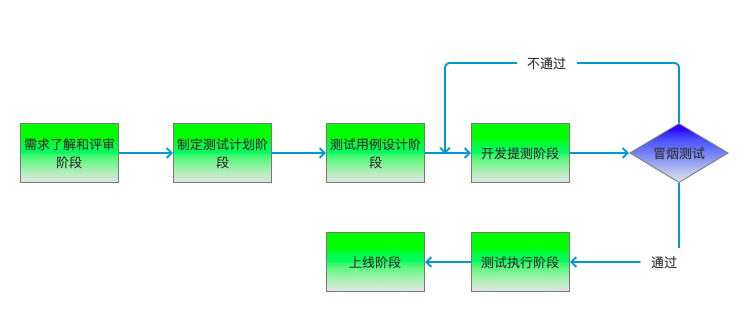 不通过
需求了解和评审
阶段
制定测试计划阶
段
测试用例设计阶
段
开发提测阶段
冒烟测试
上线阶段
测试执行阶段
通过